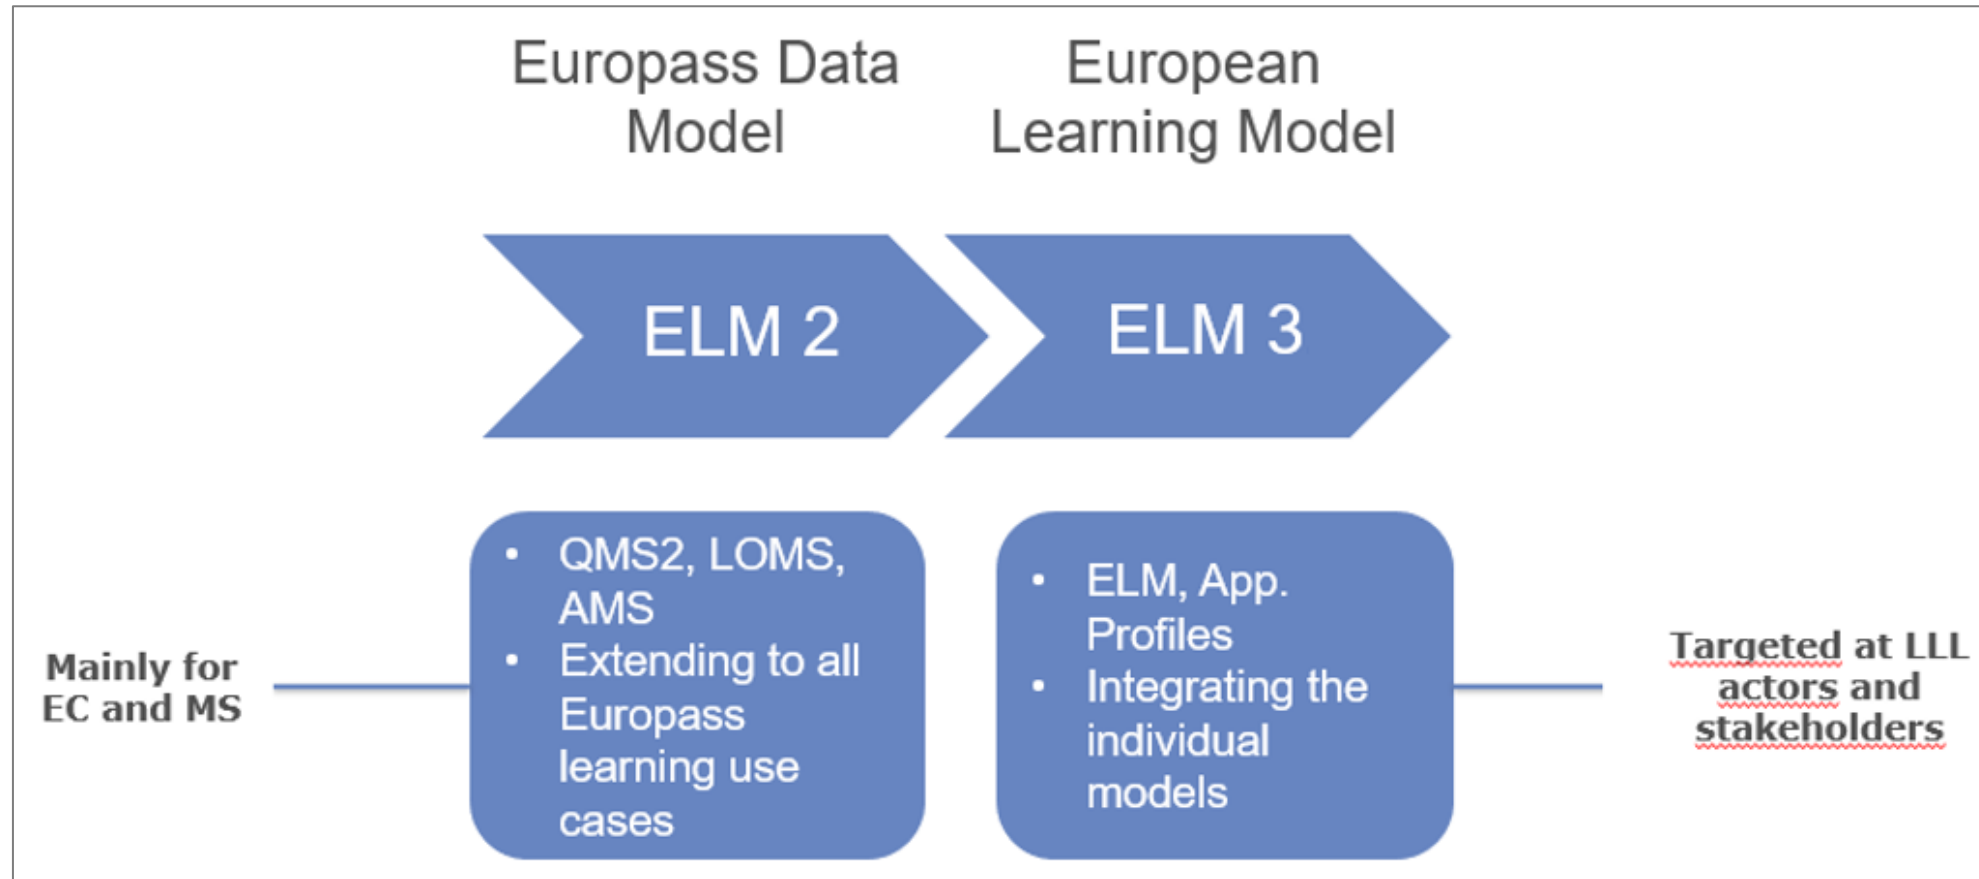 Europass Data
Model
European
Learning Model
ELM 2
ELM 3
Mainly for
EC and MS
• QMS2, LOMS,
AMS
• Extending to all
Europass
learning use
cases
• ELM, App.
Profiles
• Integrating the
individual
models
Targeted at LLL
actors and
stakeholders